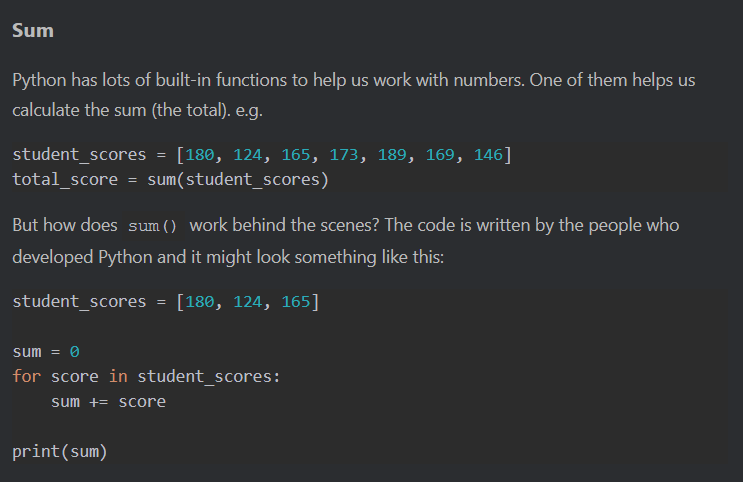 Sum
Python has lots of built-in functions to help us work with numbers. One of them helps us
calculate the sum (the total). e.g.
student_scores = [180, 124, 165, 173, 189, 169, 146]
total_score = sum(student_scores)
But how does sum() work behind the scenes? The code is written by the people who
developed Python and it might look something like this:
student_scores = [180, 124, 165]
sum = 0
for score in student_scores:
    sum += score
print(sum)